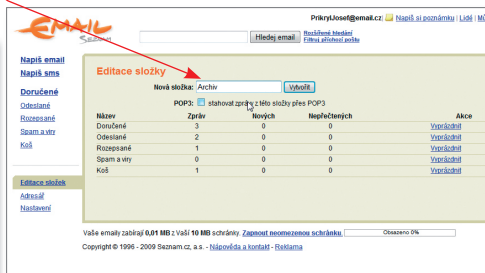 EMAIL
Seznam
PrikrylJosef@email.cz: Napiš si poznámku | Lidé |
Hledej email
Rozšířené hledání
Filtruj příchozí poštu
Napiš email
Napiš sms
Doručené
Odeslané
Rozepsané
Spam a viry
Koš
Editace složek
Adresář
Nastavení
Editace složky
Nová složka: Archiv Vytvořit
POP3: stahovat zprávy z této složky přes POP3
Název Zpráv Nových Nepřečtených Akce
Doručené 3 0 0 Vyprázdnit
Odeslané 2 0 0 Vyprázdnit
Rozepsané 1 0 0 Vyprázdnit
Spam a viry 0 0 0 Vyprázdnit
Koš 1 0 0 Vyprázdnit
Vaše emaily zabírají 0,01 MB z Vaší 10 MB schránky. Zapnout neomezenou schránku. Obsazeno 0%
Copyright © 1996 - 2009 Seznam.cz, a.s. - Nápověda a kontakt - Reklama